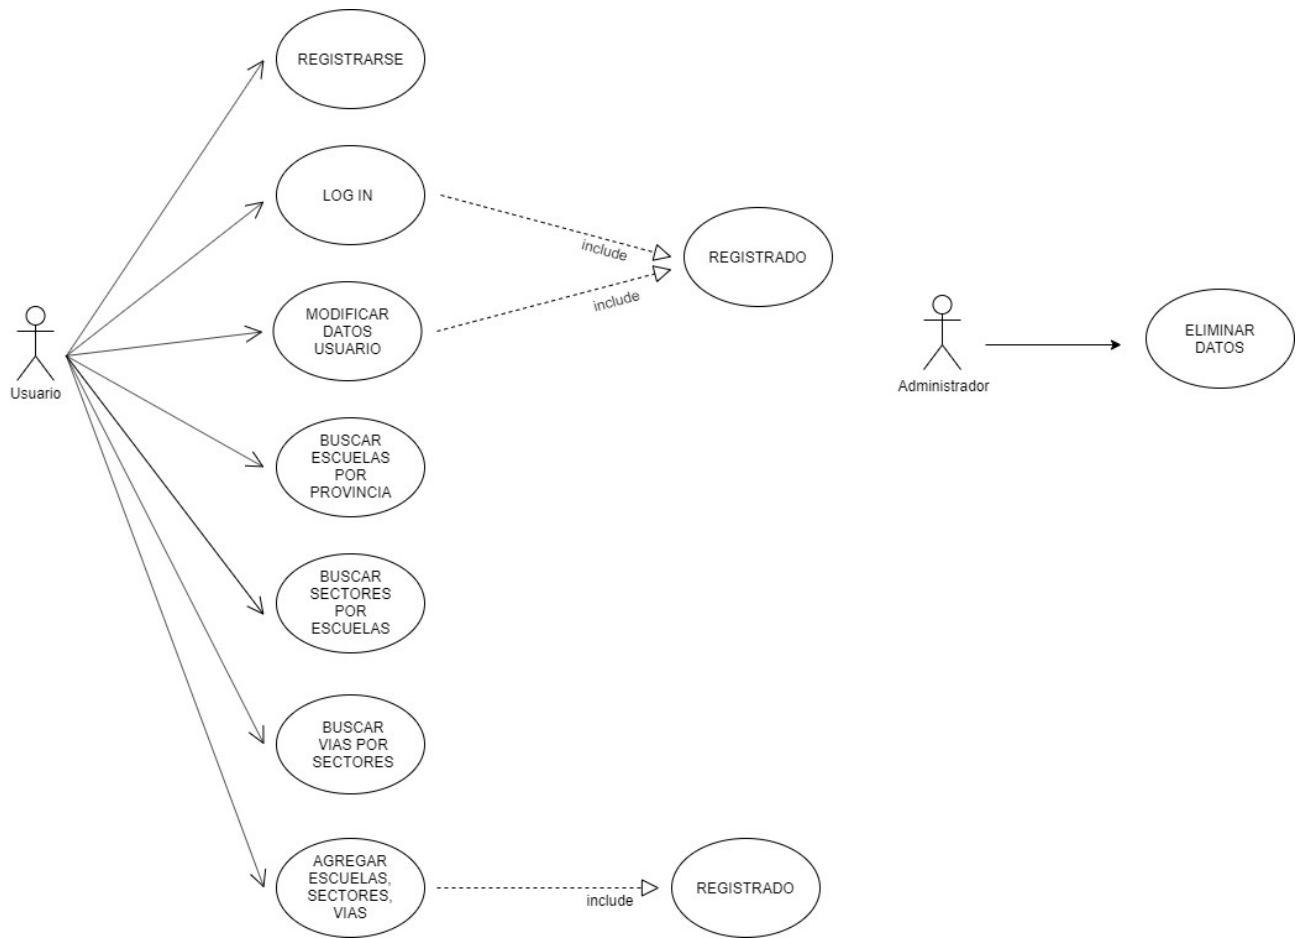 REGISTRARSE
LOG IN
include
REGISTRADO
include
MODIFICAR
DATOS
USUARIO
Usuario
Administrador
ELIMINAR
DATOS
BUSCAR
ESCUELAS
POR
PROVINCIA
BUSCAR
SECTORES
POR
ESCUELAS
BUSCAR
VIAS POR
SECTORES
AGREGAR
ESCUELAS,
SECTORES,
VIAS
include
REGISTRADO